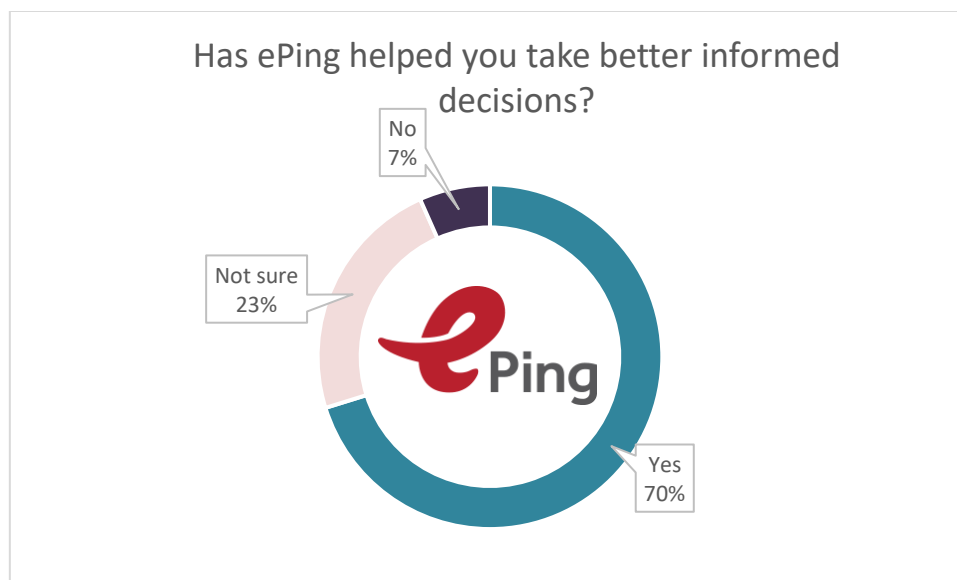 Has ePing helped you take better informed
decisions?
No
7%
Not sure
23%
ePing
Yes
70%